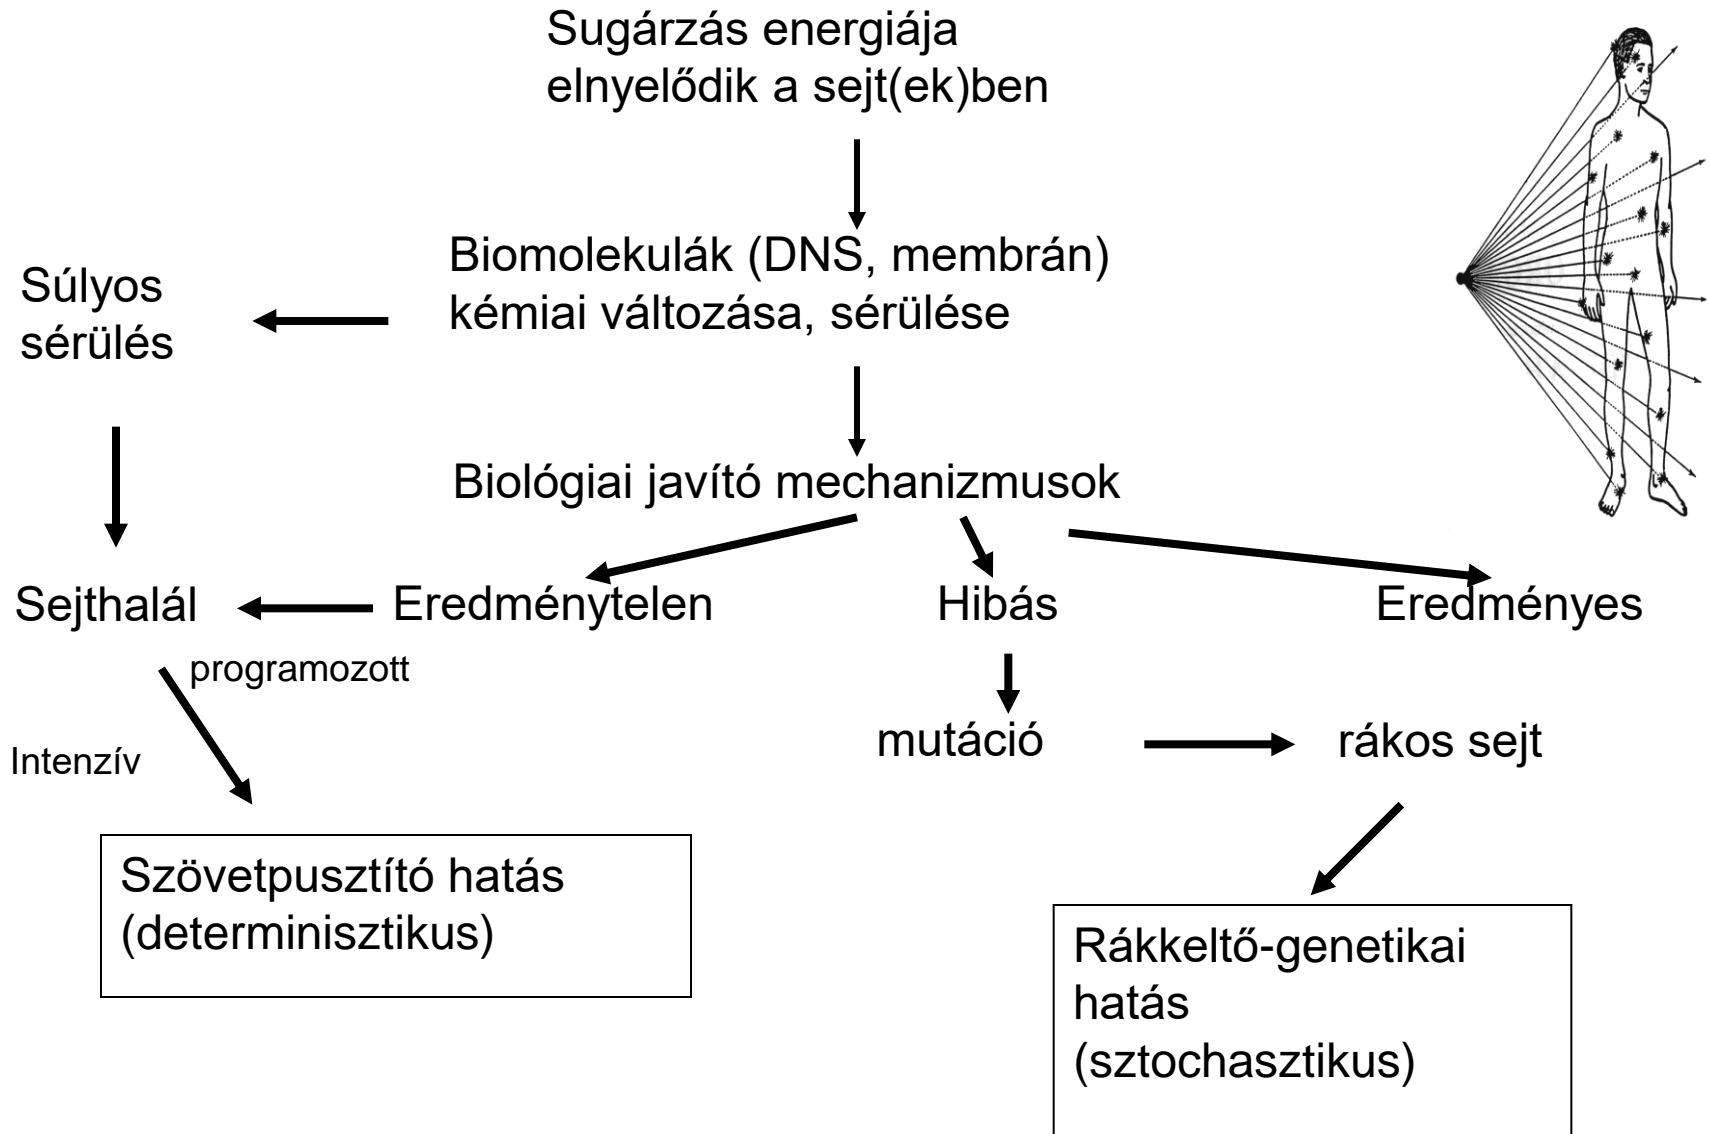 Sugárzás energiája
elnyelődik a sejt(ek)ben
Biomolekulák (DNS, membrán)
kémiai változása, sérülése
Súlyos
sérülés
Biológiai javító mechanizmusok
Sejthalál
Eredménytelen
Hibás
Eredményes
programozott
mutáció
rákos sejt
Intenzív
Szövetpusztító hatás
(determinisztikus)
Rákkeltő-genetikai
hatás
(sztochasztikus)